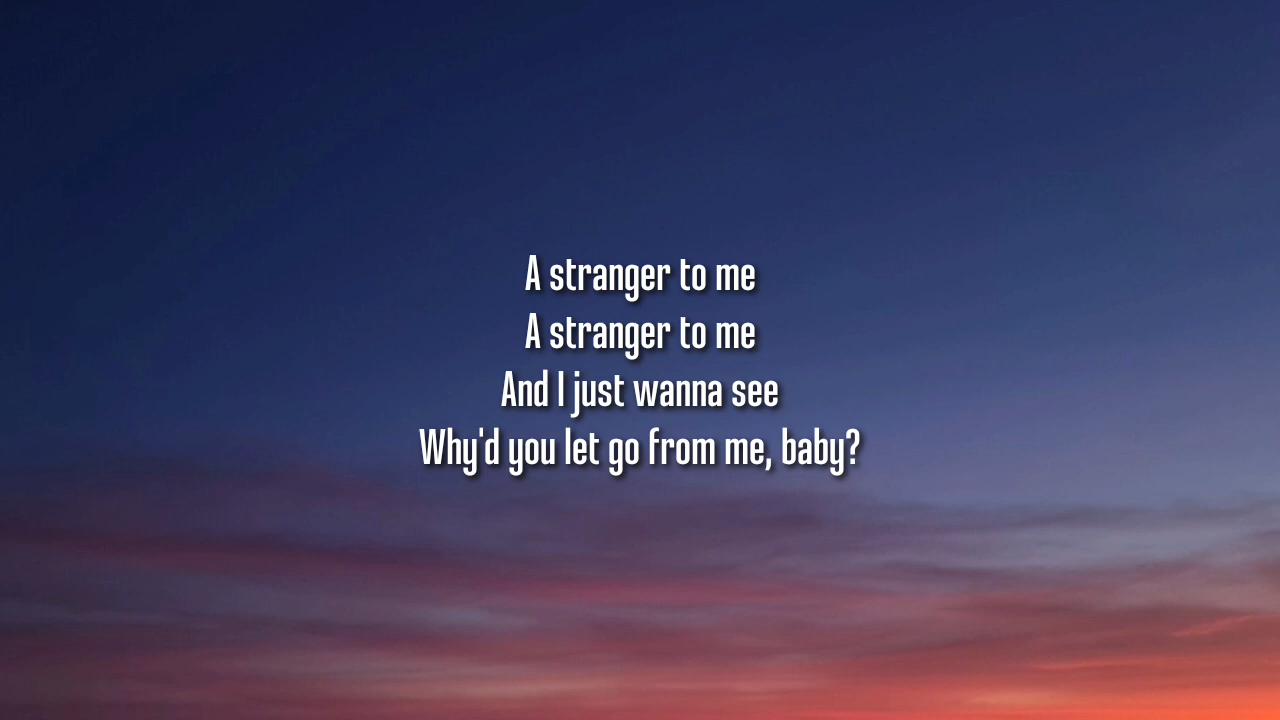 A stranger to me
A stranger to me
And I just wanna see
Why'd you let go from me, baby?